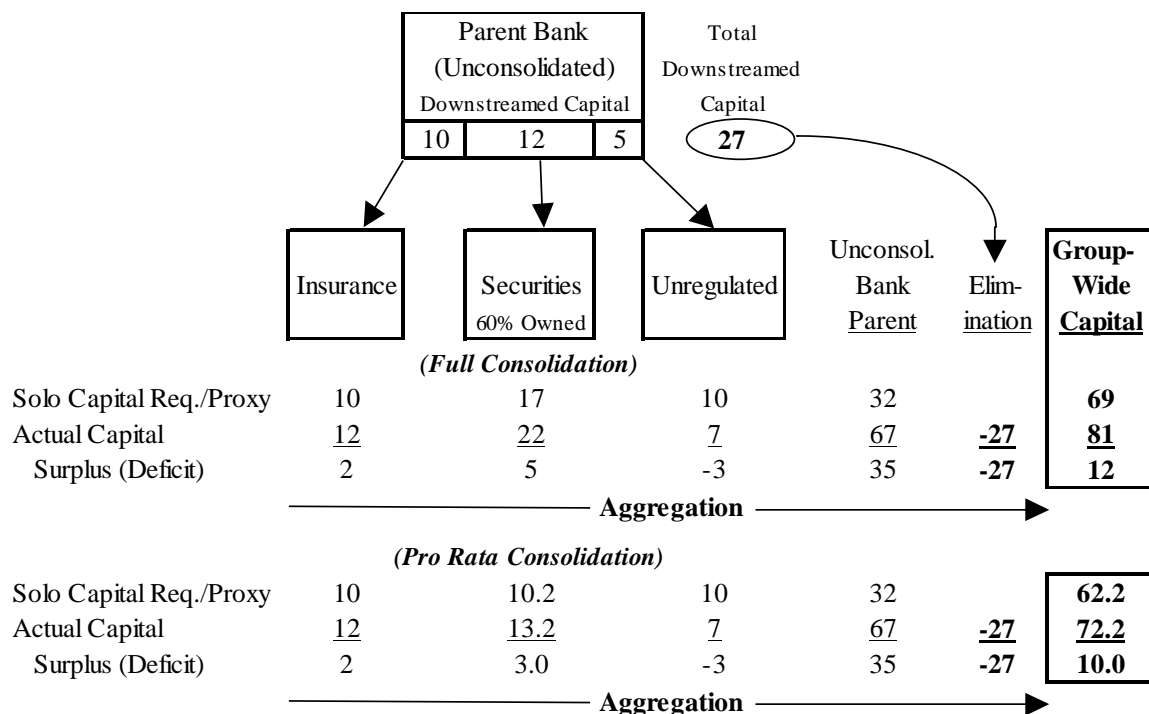 Parent Bank
(Unconsolidated)
Downstreamed Capital
10 12 5
Total
Downstreamed
Capital
27
Insurance
Securities
60% Owned
Unregulated
Unconsol.
Bank
Parent
Elim-
ination
Group-
Wide
Capital
(Full Consolidation)
Solo Capital Req./Proxy 10 17 10 32 69
Actual Capital 12 22 7 67 -27 81
Surplus (Deficit) 2 5 -3 35 -27 12
Aggregation
(Pro Rata Consolidation)
Solo Capital Req./Proxy 10 10.2 10 32 62.2
Actual Capital 12 13.2 7 67 -27 72.2
Surplus (Deficit) 2 3.0 -3 35 -27 10.0
Aggregation